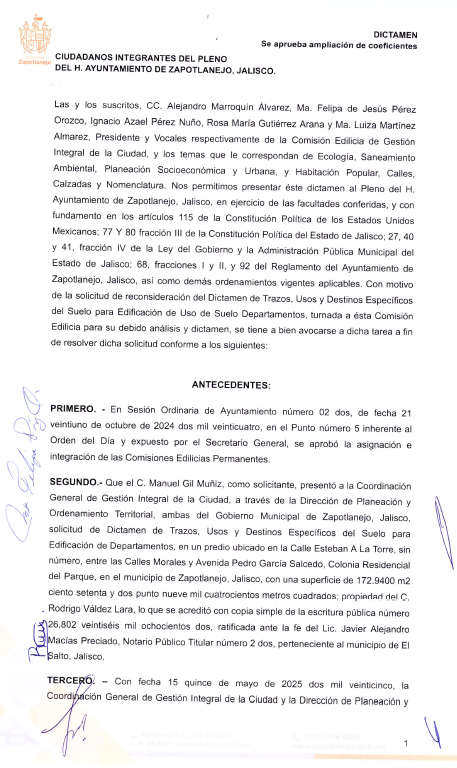 Zapotlanejo
DICTAMEN
Se aprueba ampliación de coeficientes
CIUDADANOS INTEGRANTES DEL PLENO
DEL H. AYUNTAMIENTO DE ZAPOTLANEJO, JALISCO.
Las y los suscritos, CC. Alejandro Marroquín Álvarez, Ma. Felipa de Jesús Pérez
Orozco, Ignacio Azael Pérez Nuño, Rosa María Gutiérrez Arana y Ma. Luiza Martínez
Almarez, Presidente y Vocales respectivamente de la Comisión Edilicia de Gestión
Integral de la Ciudad, y los temas que le correspondan de Ecología, Saneamiento
Ambiental, Planeación Socioeconómica y Urbana, y Habitación Popular, Calles,
Calzadas y Nomenclatura. Nos permitimos presentar éste dictamen al Pleno del H.
Ayuntamiento de Zapotlanejo, Jalisco, en ejercicio de las facultades conferidas, y con
fundamento en los artículos 115 de la Constitución Política de los Estados Unidos
Mexicanos; 77 Y 80 fracción III de la Constitución Política del Estado de Jalisco; 27, 40
y 41, fracción IV de la Ley del Gobierno y la Administración Pública Municipal del
Estado de Jalisco; 68, fracciones I y II, y 92 del Reglamento del Ayuntamiento de
Zapotlanejo, Jalisco, así como demás ordenamientos vigentes aplicables. Con motivo
de la solicitud de reconsideración del Dictamen de Trazos, Usos y Destinos Específicos
del Suelo para Edificación de Uso de Suelo Departamentos, turnada a ésta Comisión
Edilicia para su debido análisis y dictamen, se tiene a bien avocarse a dicha tarea a fin
de resolver dicha solicitud conforme a los siguientes:
ANTECEDENTES:
PRIMERO. - En Sesión Ordinaria de Ayuntamiento número 02 dos, de fecha 21
veintiuno de octubre de 2024 dos mil veinticuatro, en el Punto número 5 inherente al
Orden del Día y expuesto por el Secretario General, se aprobó la asignación e
integración de las Comisiones Edilicias Permanentes.
SEGUNDO.- Que el C. Manuel Gil Muñiz, como solicitante, presentó a la Coordinación
General de Gestión Integral de la Ciudad, a través de la Dirección de Planeación y
Ordenamiento Territorial, ambas del Gobierno Municipal de Zapotlanejo, Jalisco,
solicitud de Dictamen de Trazos, Usos y Destinos Específicos del Suelo para
Edificación de Departamentos, en un predio ubicado en la Calle Esteban A La Torre, sin
número, entre las Calles Morales y Avenida Pedro García Salcedo, Colonia Residencial
del Parque, en el municipio de Zapotlanejo, Jalisco, con una superficie de 172.9400 m2
ciento setenta y dos punto nueve mil cuatrocientos metros cuadrados; propiedad del C.
Rodrigo Váldez Lara, lo que se acreditó con copia simple de la escritura pública número
26,802 veintiséis mil ochocientos dos, ratificada ante la fe del Lic. Javier Alejandro
Macías Preciado, Notario Público Titular número 2 dos, perteneciente al municipio de El
Salto, Jalisco.
TERCERO. – Con fecha 15 quince de mayo de 2025 dos mil veinticinco, la
Coordinación General de Gestión Integral de la Ciudad y la Dirección de Planeación y
1